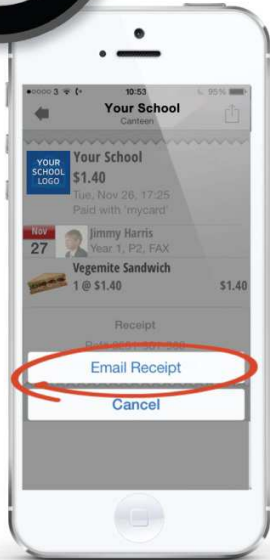 3
10:53
95%
Your School
Canteen
YOUR
SCHOOL
LOGO
Your School
$1.40
Tue, Nov 26, 17:25
Paid with 'mycard'
Nov
27
Jimmy Harris
Year 1, P2, FAX
Vegemite Sandwich
1 @ $1.40
$1.40
Receipt
Email Receipt
Cancel